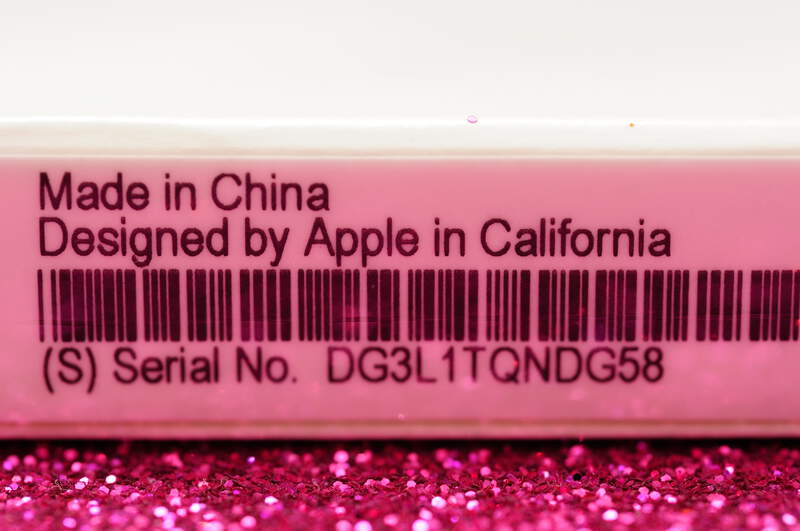 Made in China
Designed by Apple in California
(S) Serial No. DG3L1TQNDG58